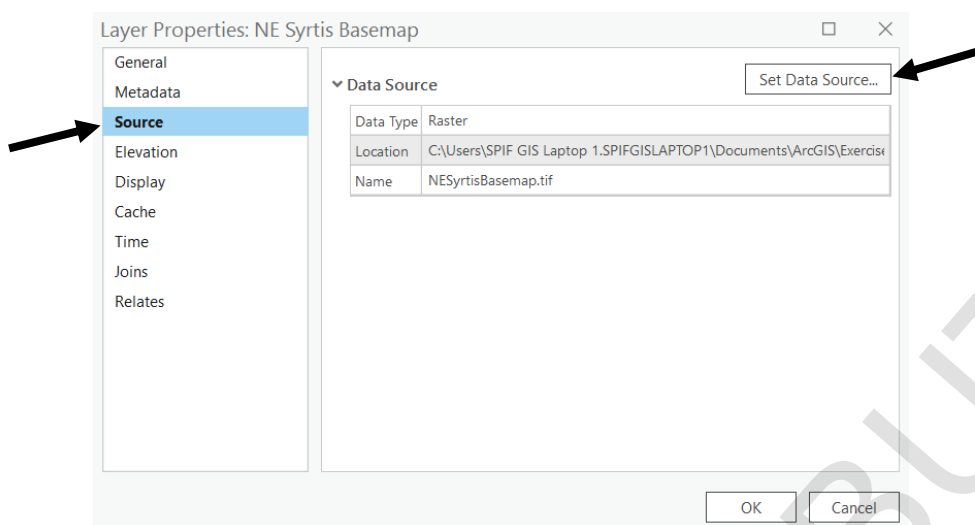 Layer Properties: NE Syrtis Basemap
General
Metadata
Source
Elevation
Display
Cache
Time
Joins
Relates
Data Source
Set Data Source...
Data Type Raster
Location C:\Users\SPIF GIS Laptop 1.SPIFGISLAPTOP1\Documents\ArcGIS\Exercise
Name NESyrtisBasemap.tif
OK Cancel